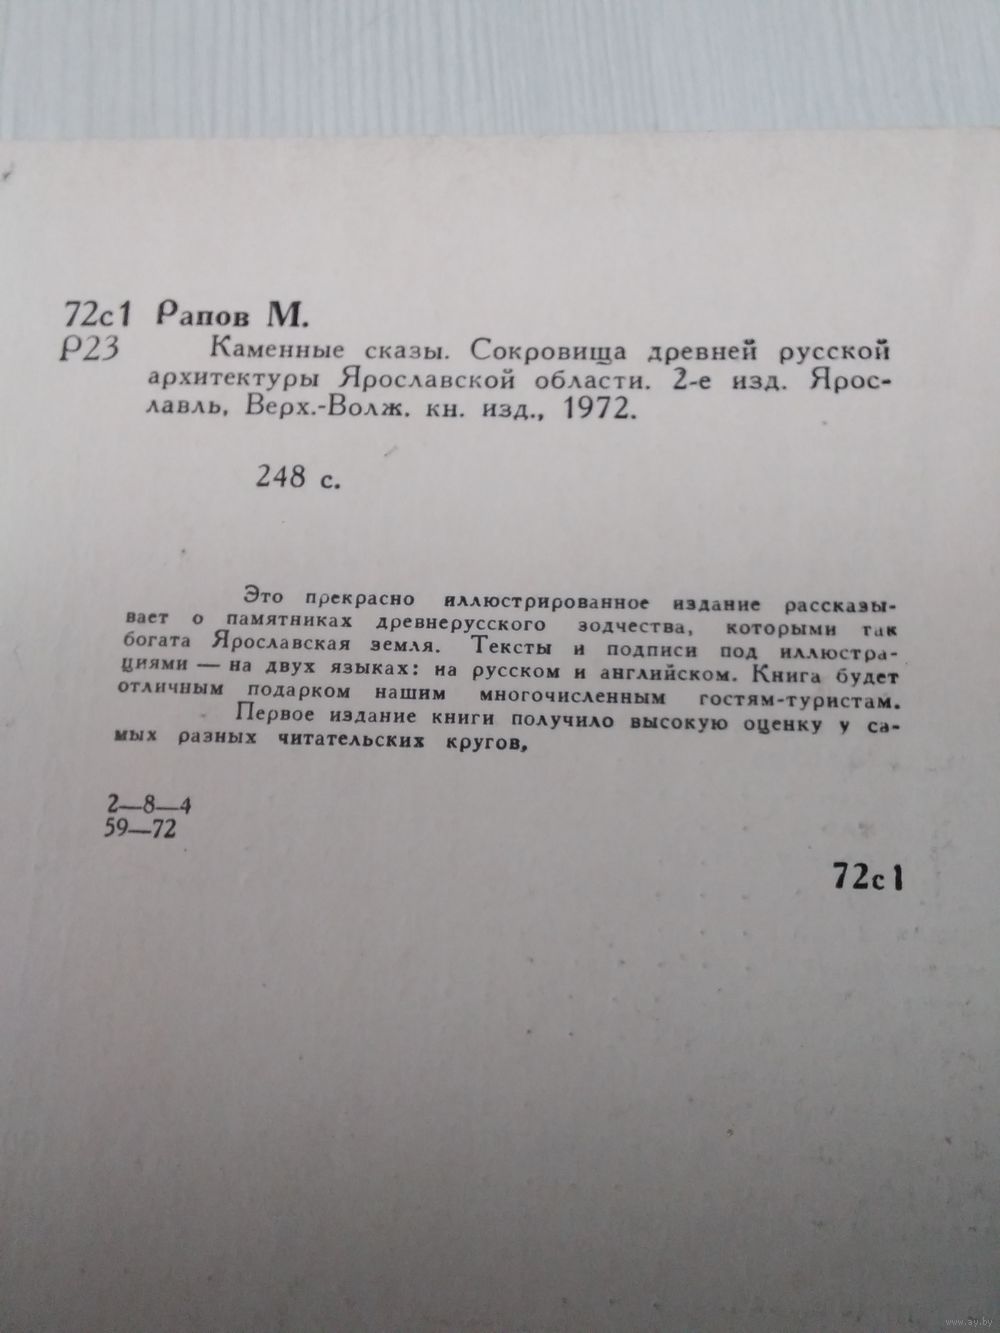 72с1 Рапов М.
Р23 Каменные сказы. Сокровища древней русской
архитектуры Ярославской области. 2-е изд. Ярос-
лавль, Верх.-Волж. кн. изд., 1972.
248 с.
Это прекрасно иллюстрированное издание рассказы-
вает о памятниках древнерусского зодчества, которыми так
богата Ярославская земля. Тексты и подписи под иллюстра-
циями — на двух языках: на русском и английском. Книга будет
отличным подарком нашим многочисленным гостям-туристам.
Первое издание книги получило высокую оценку у са-
мых разных читательских кругов,
2—8—4
59—72
72с1
www.ay.by